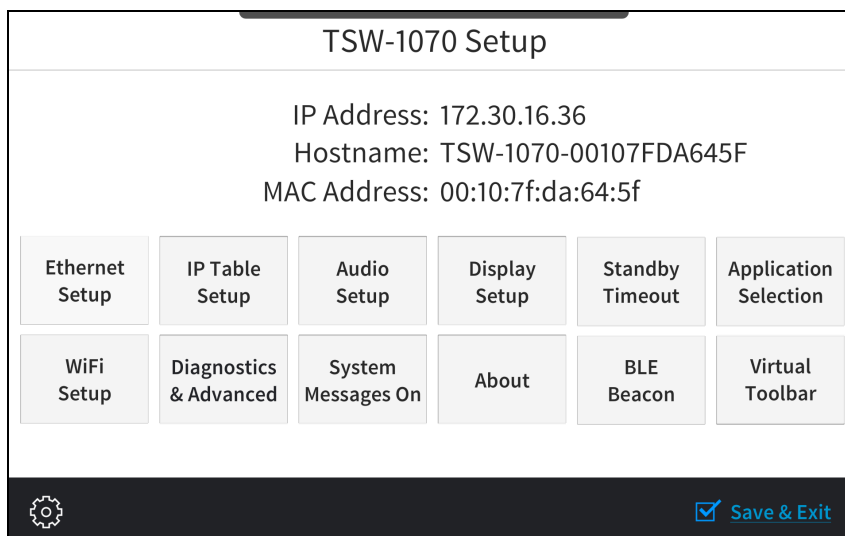 TSW-1070 Setup
IP Address: 172.30.16.36
Hostname: TSW-1070-00107FDA645F
MAC Address: 00:10:7f:da:64:5f
Ethernet
Setup
IP Table
Setup
Audio
Setup
Display
Setup
Standby
Timeout
Application
Selection
WiFi
Setup
Diagnostics
& Advanced
System
Messages On
About
BLE
Beacon
Virtual
Toolbar
Save & Exit